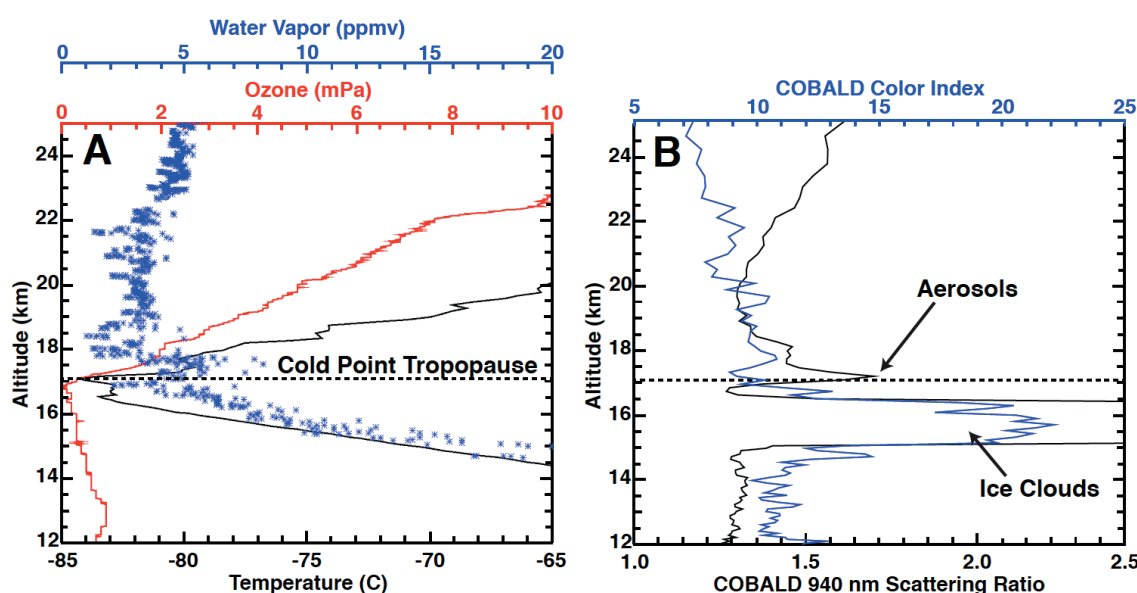 Water Vapor (ppmv)
0 5 10 15 20
Ozone (mPa)
0 2 4 6 8 10
A
24
22
20
18
16
14
12
Altitude (km)
Cold Point Tropopause
-85 -80 -75 -70 -65
Temperature (C)
COBALD Color Index
5 10 15 20 25
B
24
22
20
18
16
14
12
Altitude (km)
Aerosols
Ice Clouds
1.0 1.5 2.0 2.5
COBALD 940 nm Scattering Ratio